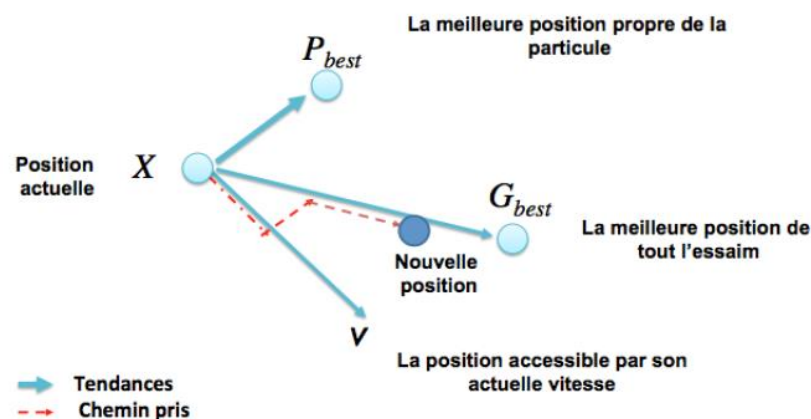 La meilleure position propre de la
particule
P_best
Position
actuelle
X
G_best
La meilleure position de
tout l'essaim
Nouvelle
position
V
La position accessible par son
actuelle vitesse
Tendances
Chemin pris